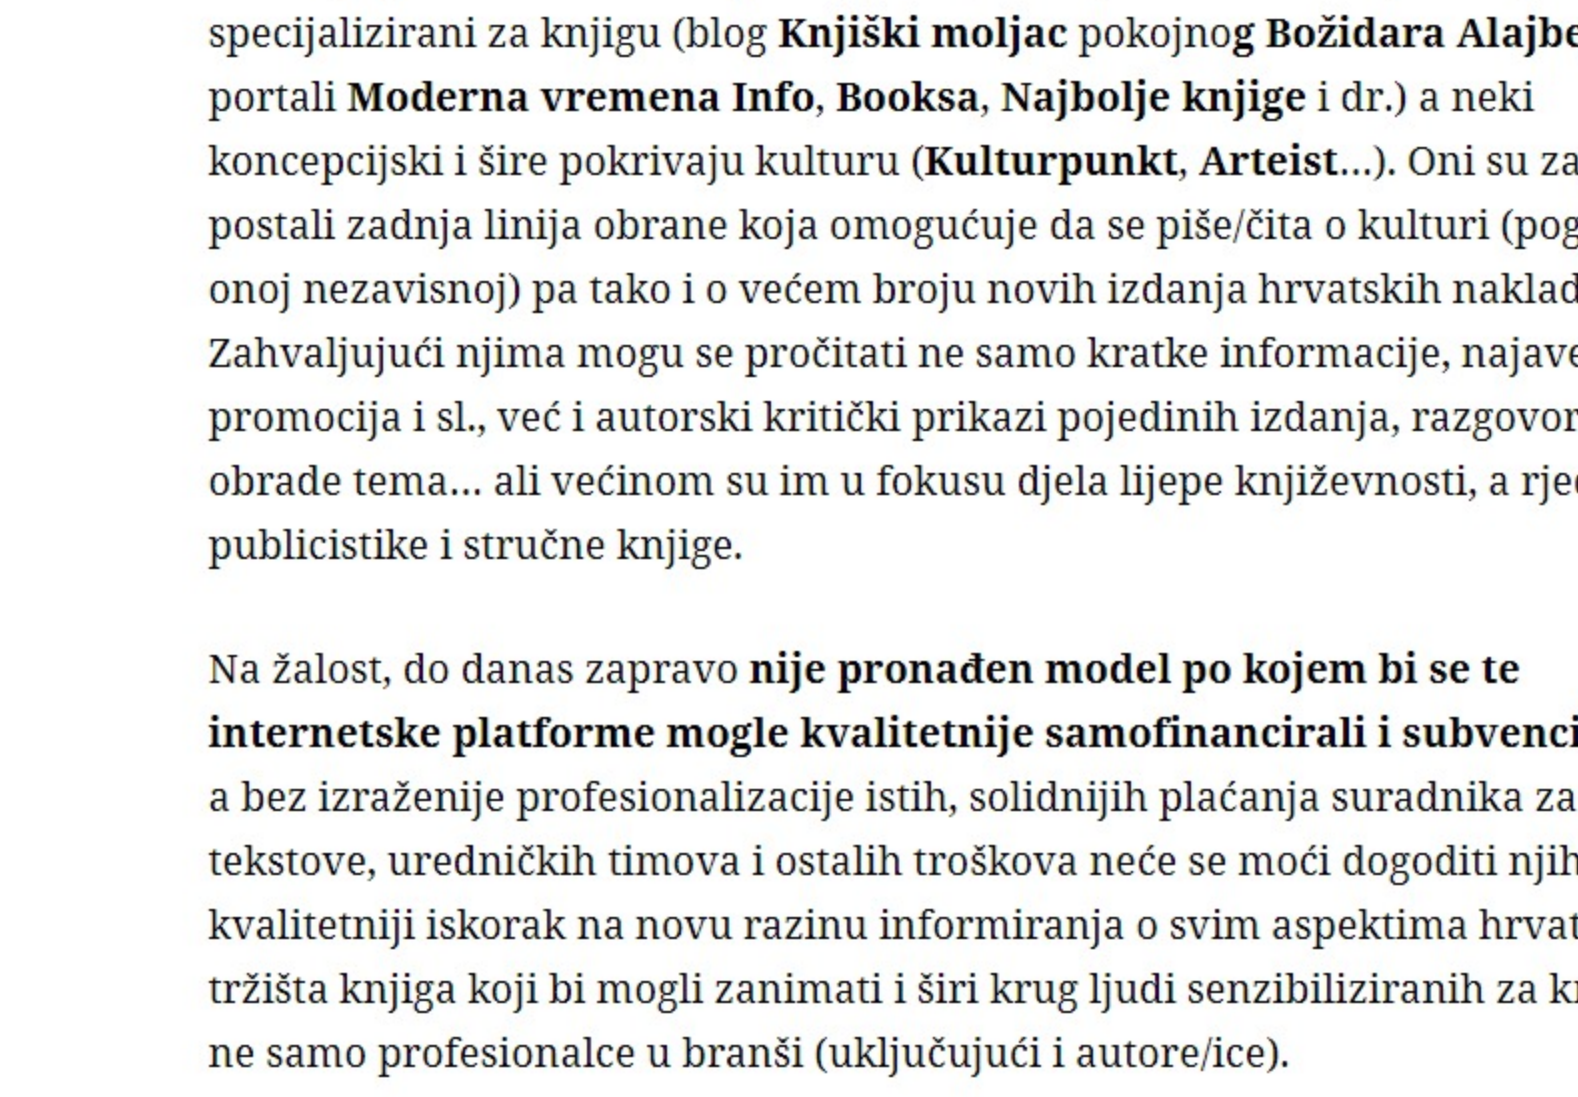 specijalizirani za knjigu (blog Knjiški moljac pokojnog Božidara
portali Moderna vremena Info, Booksa, Najbolje knjige i dr.) a neki
koncepcijski i šire pokrivaju kulturu (Kulturpunkt, Arteist...). Oni su
postali zadnja linija obrane koja omogućuje da se piše/čita o kulturi
onoj nezavisnoj) pa tako i o većem broju novih izdanja hrvatskih
Zahvaljujući njima mogu se pročitati ne samo kratke informacije,
promocija i sl., već i autorski kritički prikazi pojedinih izdanja,
obrade tema... ali većinom su im u fokusu djela lijepe književnosti, a
publicistike i stručne knjige.
Na žalost, do danas zapravo nije pronađen model po kojem bi se te
internetske platforme mogle kvalitetnije samofinancirali i
a bez izraženije profesionalizacije istih, solidnijih plaćanja suradnika za
tekstove, uredničkih timova i ostalih troškova neće se moći dogoditi
kvalitetniji iskorak na novu razinu informiranja o svim aspektima
tržišta knjiga koji bi mogli zanimati i širi krug ljudi senzibiliziranih za
ne samo profesionalce u branši (uključujući i autore/ice).